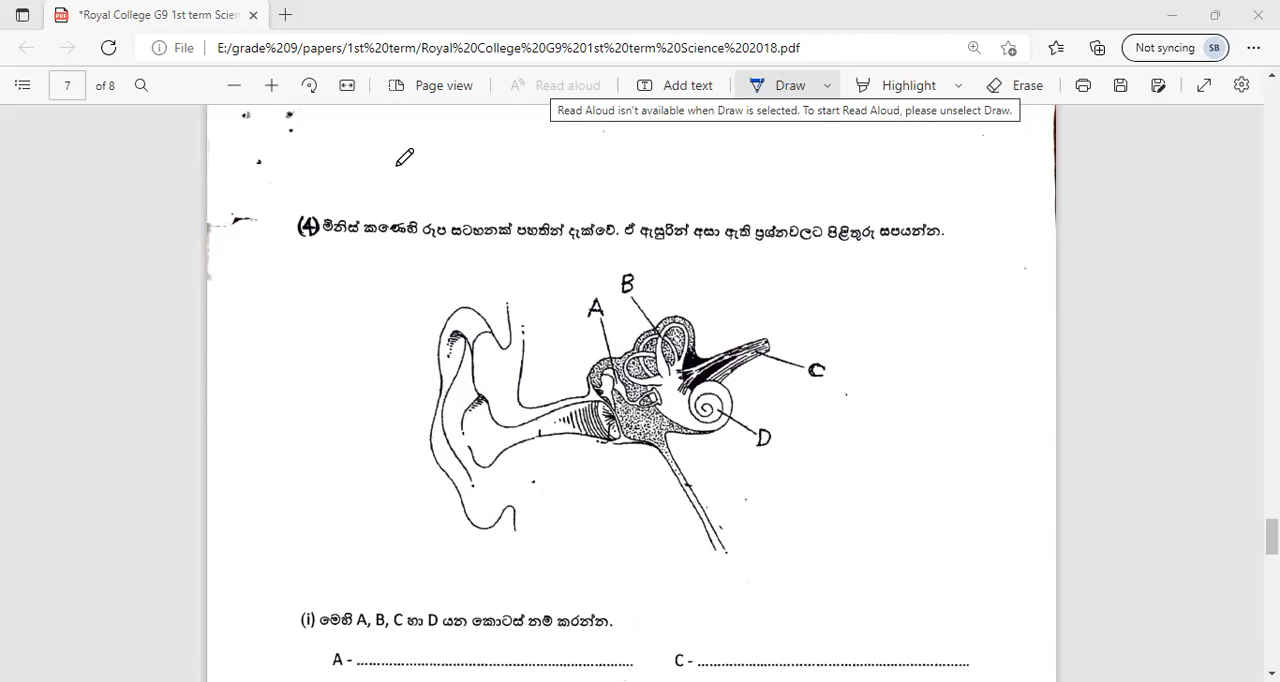 *Royal College G9 1st term Scien
File E:/grade%209/papers/1st%20term/Royal%20College%20G9%201st%20term%20Science%202018.pdf Not syncing SB
7 of 8 Page view Read aloud Add text Draw Highlight Erase
Read Aloud isn't available when Draw is selected. To start Read Aloud, please unselect Draw.
(4) මිනිස් කණෙහි රූප සටහනක් පහතින් දැක්වේ. ඒ ඇසුරින් අසා ඇති ප්‍රශ්නවලට පිළිතුරු සපයන්න.
B
A
C
D
(i) මෙහි A, B, C හා D යන කොටස් නම් කරන්න.
A - .......................................................... C - ..........................................................